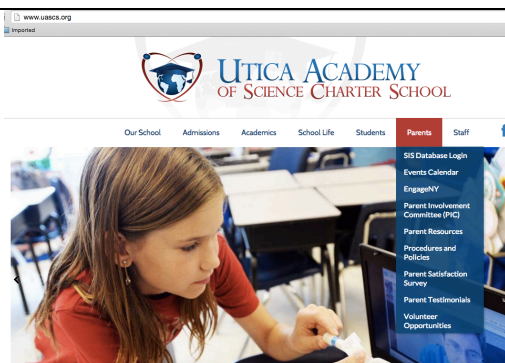 www.uascs.org
Imported
UTICA ACADEMY
OF SCIENCE CHARTER SCHOOL
Our School Admissions Academics School Life Students Parents Staff
SIS Database Login
Events Calendar
EngageNY
Parent Involvement
Committee (PIC)
Parent Resources
Procedures and
Policies
Parent Satisfaction
Survey
Parent Testimonials
Volunteer
Opportunities